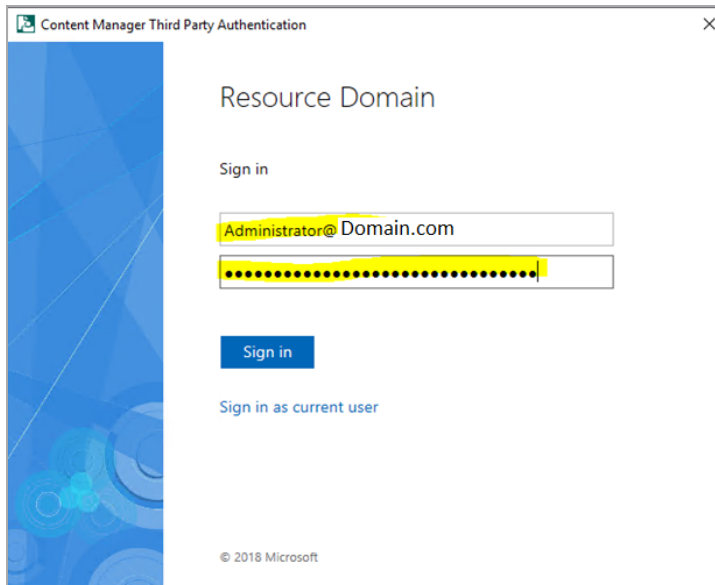 Content Manager Third Party Authentication
Resource Domain
Sign in
Administrator@ Domain.com
Sign in
Sign in as current user
© 2018 Microsoft